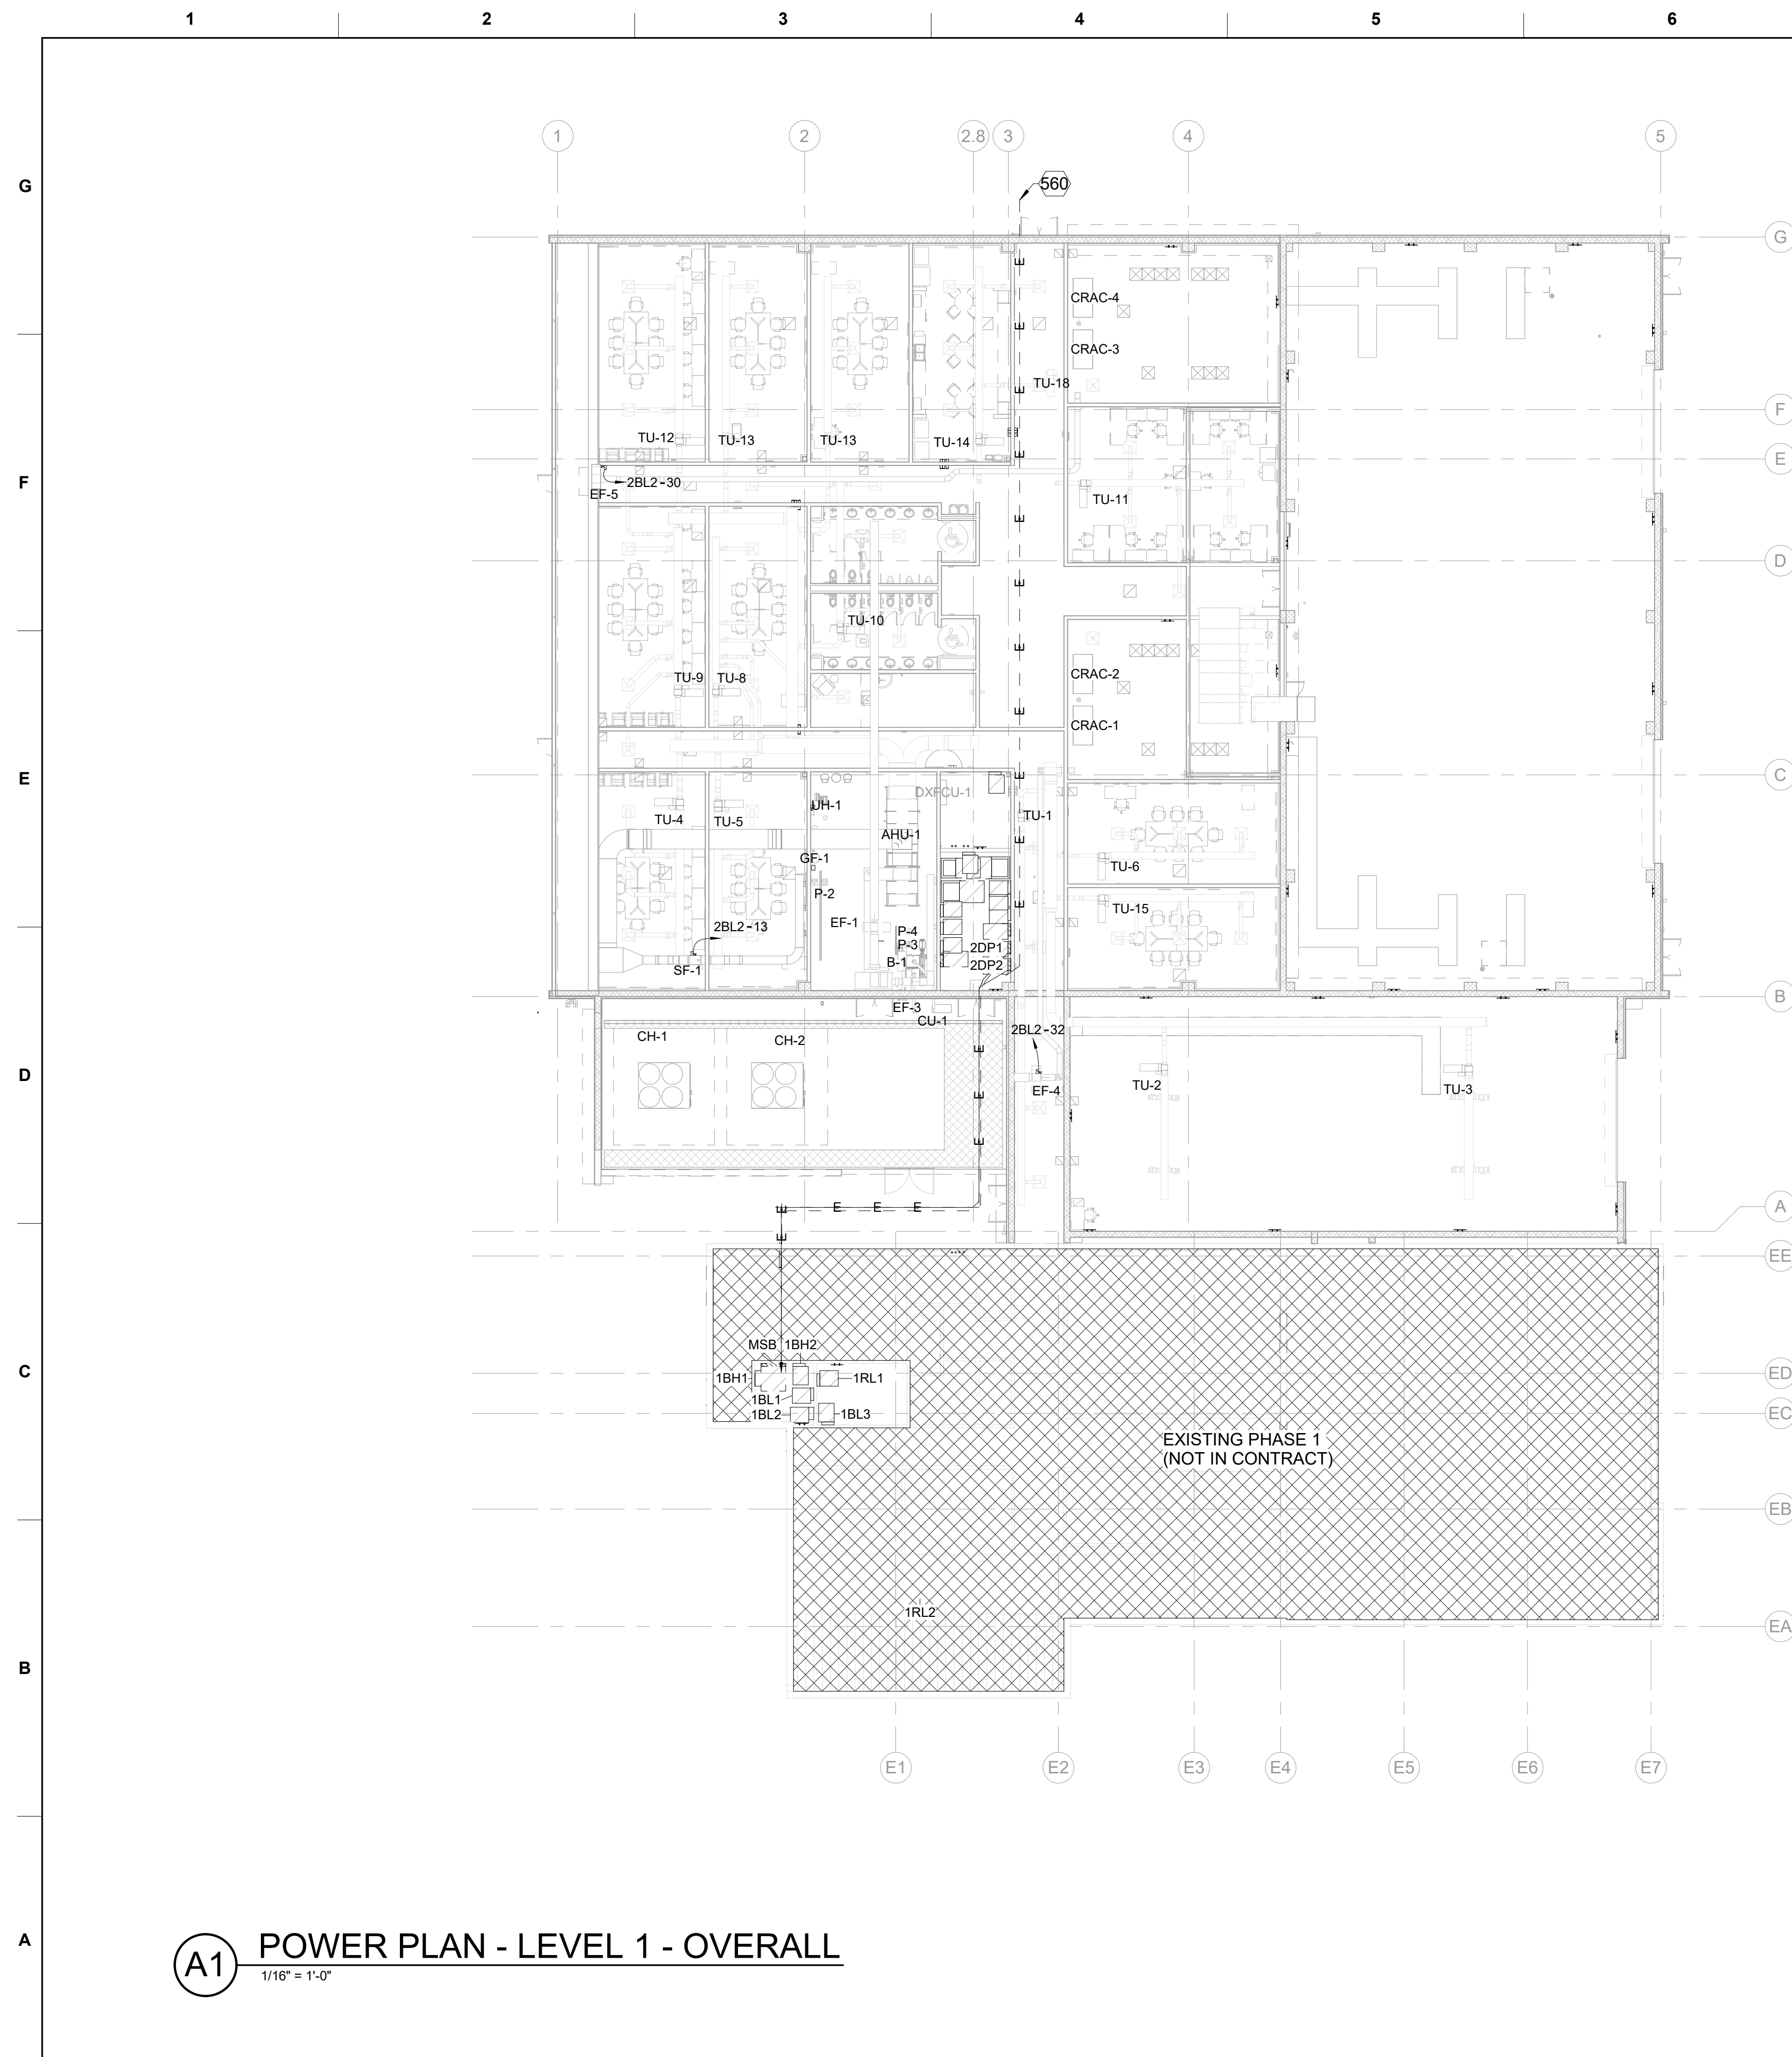 1 2 3 4 5 6
1 2 2.8 3 4 5
560
G
G
CRAC-4
CRAC-3
TU-18
F
TU-12 TU-13 TU-13 TU-14
E
F
2BL2-30
EF-5
TU-11
D
TU-10
E
TU-9 TU-8
CRAC-2
CRAC-1
C
E
DXFCU-1
UH-1
TU-4 TU-5
TU-1
AHU-1
GF-1
TU-6
P-2
TU-15
EF-1
2BL2-13
P-4
P-3
2DP1
B-1
2DP2
SF-1
B
EF-3
CU-1
2BL2-32
CH-1
CH-2
D
TU-2
TU-3
EF-4
E E E
A
EE
MSB 1BH2
C
ED
1BH1
1RL1
1BL1
1BL2
1BL3
EC
EXISTING PHASE 1
(NOT IN CONTRACT)
EB
1RL2
EA
B
E1 E2 E3 E4 E5 E6 E7
A
A1
POWER PLAN - LEVEL 1 - OVERALL
1/16" = 1'-0"